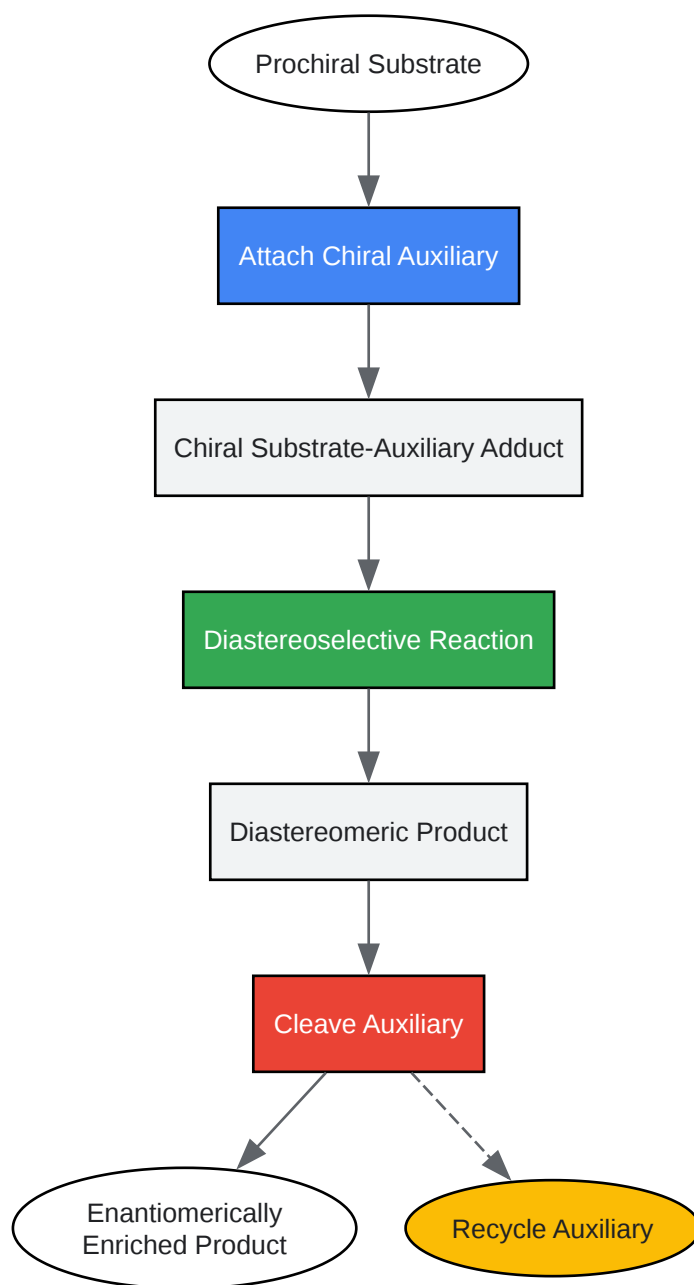 Prochiral Substrate
Attach Chiral Auxiliary
Chiral Substrate-Auxiliary Adduct
Diastereoselective Reaction
Diastereomeric Product
Cleave Auxiliary
Enantiomerically
Enriched Product
Recycle Auxiliary